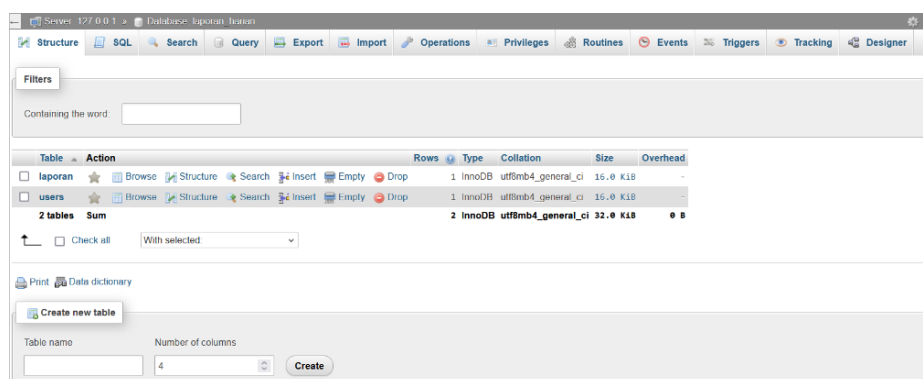 Server: 127.0.0.1 » Database: laporan_harian
Structure SQL Search Query Export Import Operations Privileges Routines Events Triggers Tracking Designer
Filters
Containing the word:
Table Action Rows Type Collation Size Overhead
laporan Browse Structure Search Insert Empty Drop 1 InnoDB utf8mb4_general_ci 16.0 KiB -
users Browse Structure Search Insert Empty Drop 1 InnoDB utf8mb4_general_ci 16.0 KiB -
2 tables Sum 2 InnoDB utf8mb4_general_ci 32.0 KiB 0 B
Check all With selected:
Print Data dictionary
Create new table
Table name Number of columns
4 Create